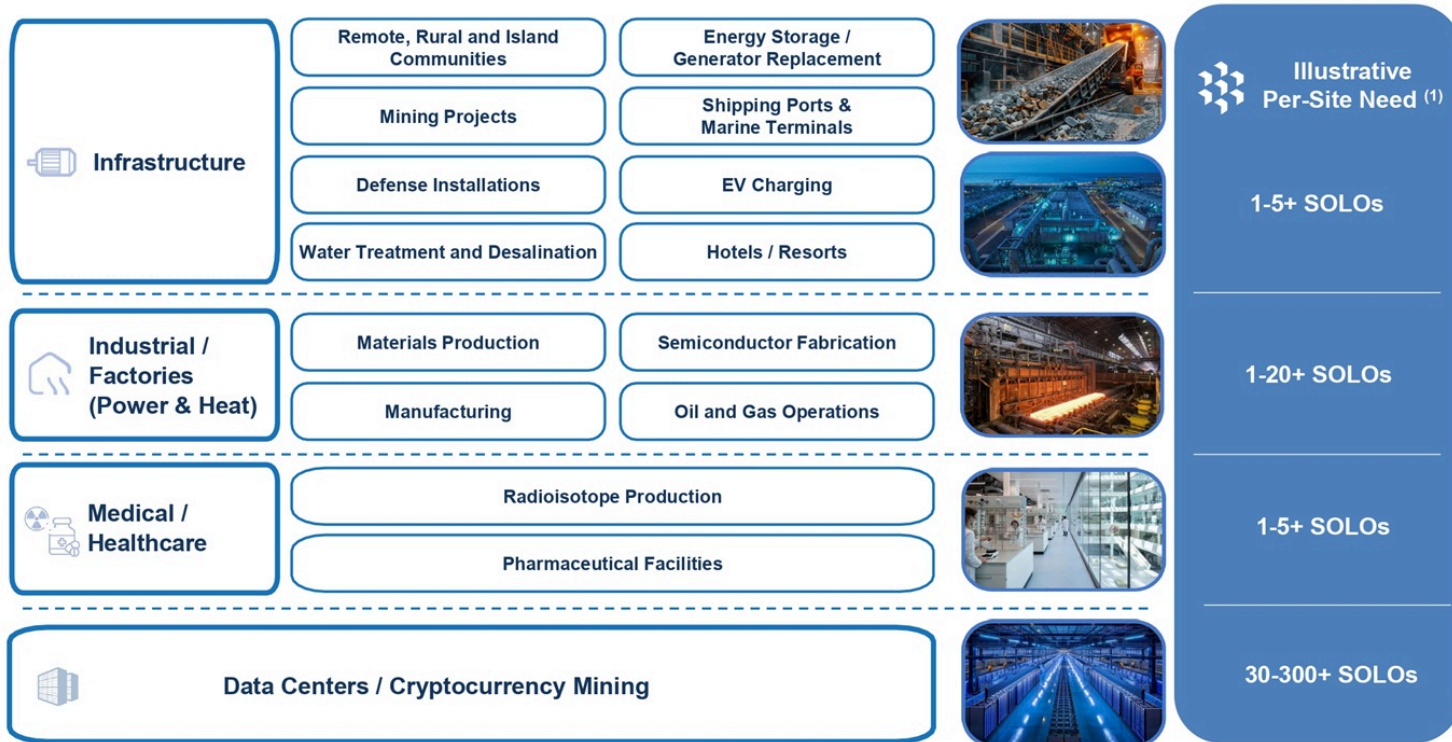 Infrastructure
Remote, Rural and Island
Communities
Energy Storage /
Generator Replacement
Mining Projects
Shipping Ports &
Marine Terminals
Defense Installations
EV Charging
Water Treatment and Desalination
Hotels / Resorts
Illustrative
Per-Site Need (1)
1-5+ SOLOs
Industrial /
Factories
(Power & Heat)
Materials Production
Semiconductor Fabrication
Manufacturing
Oil and Gas Operations
1-20+ SOLOs
Medical /
Healthcare
Radioisotope Production
Pharmaceutical Facilities
1-5+ SOLOs
Data Centers / Cryptocurrency Mining
30-300+ SOLOs